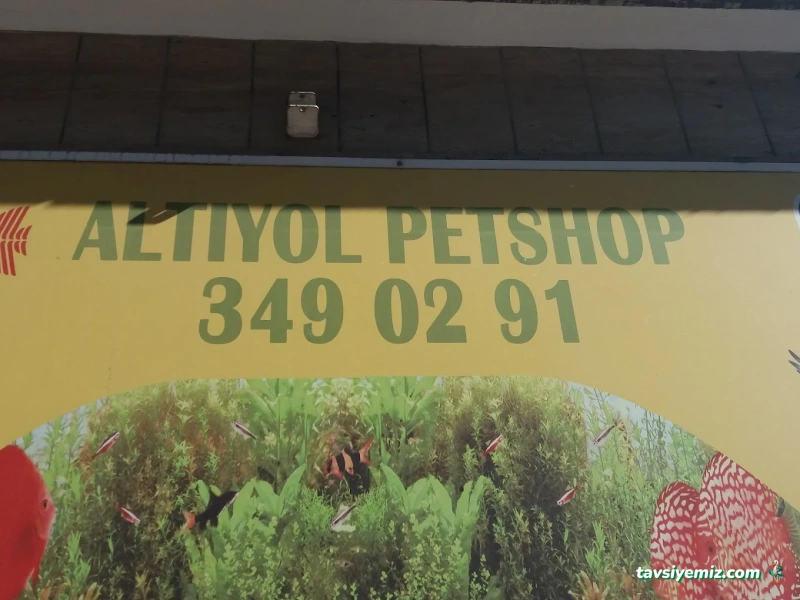 ALTIYOL PETSHOP
349 02 91
tavsiyemiz.com